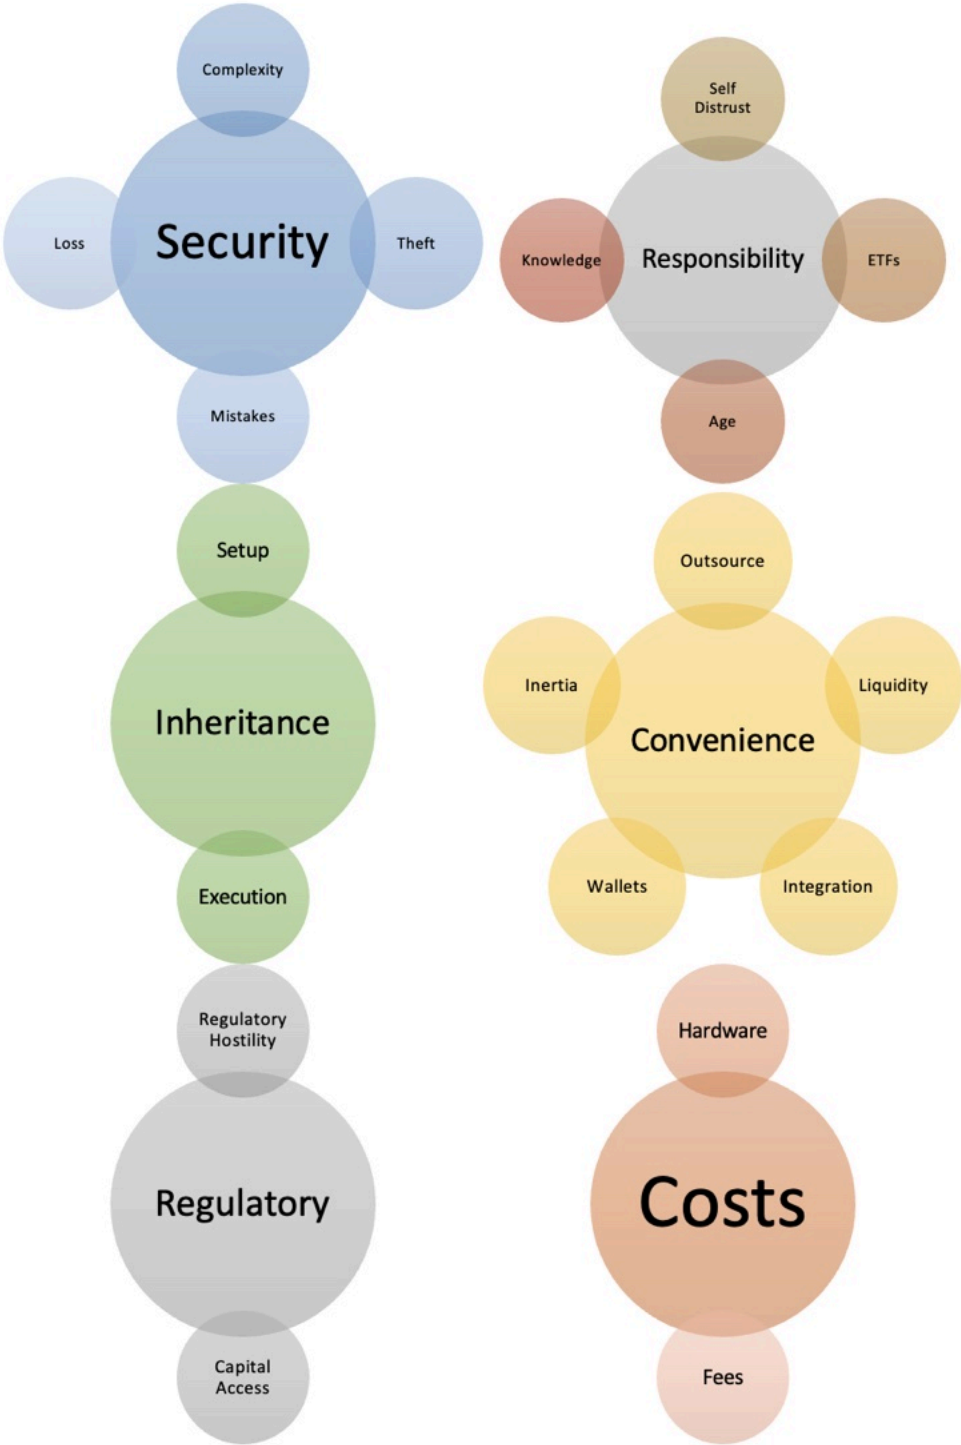 Complexity
Loss
Security
Theft
Mistakes
Self
Distrust
Knowledge
Responsibility
ETFs
Age
Setup
Inheritance
Execution
Outsource
Inertia
Liquidity
Convenience
Wallets
Integration
Regulatory
Hostility
Regulatory
Capital
Access
Hardware
Costs
Fees